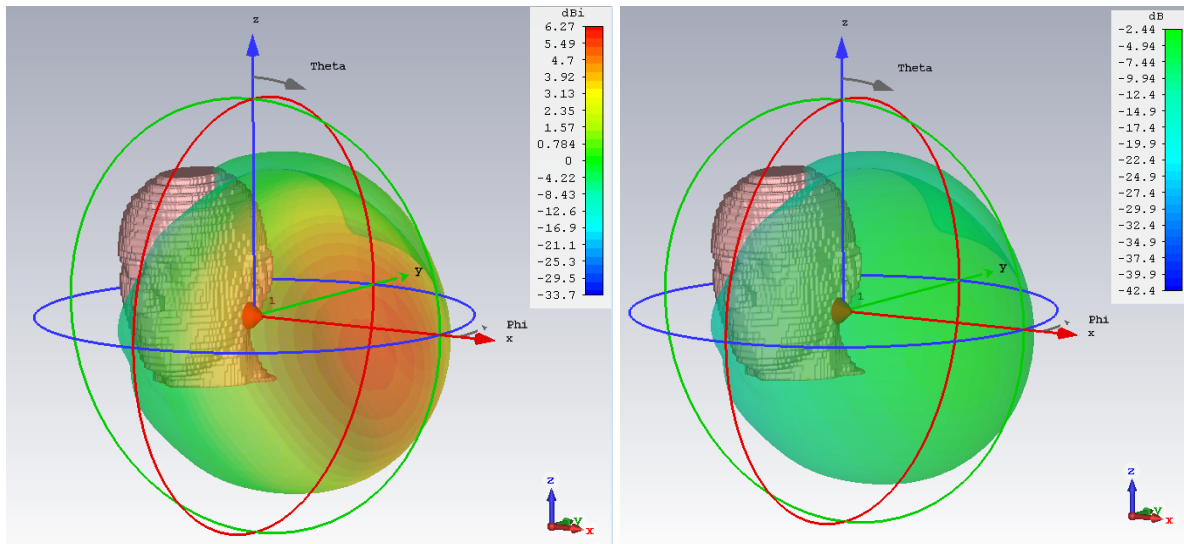 dBi
6.27
5.49
4.7
3.92
3.13
2.35
1.57
0.784
0
-4.22
-8.43
-12.6
-16.9
-21.1
-25.3
-29.5
-33.7
z
Theta
y
1
Phi
x
z
y
x
dB
-2.44
-4.94
-9.94
-12.4
-14.9
-17.4
-19.9
-22.4
-24.9
-27.4
-29.9
-32.4
-34.9
-37.4
-39.9
-42.4
z
Theta
y
1
Phi
x
z
y
x